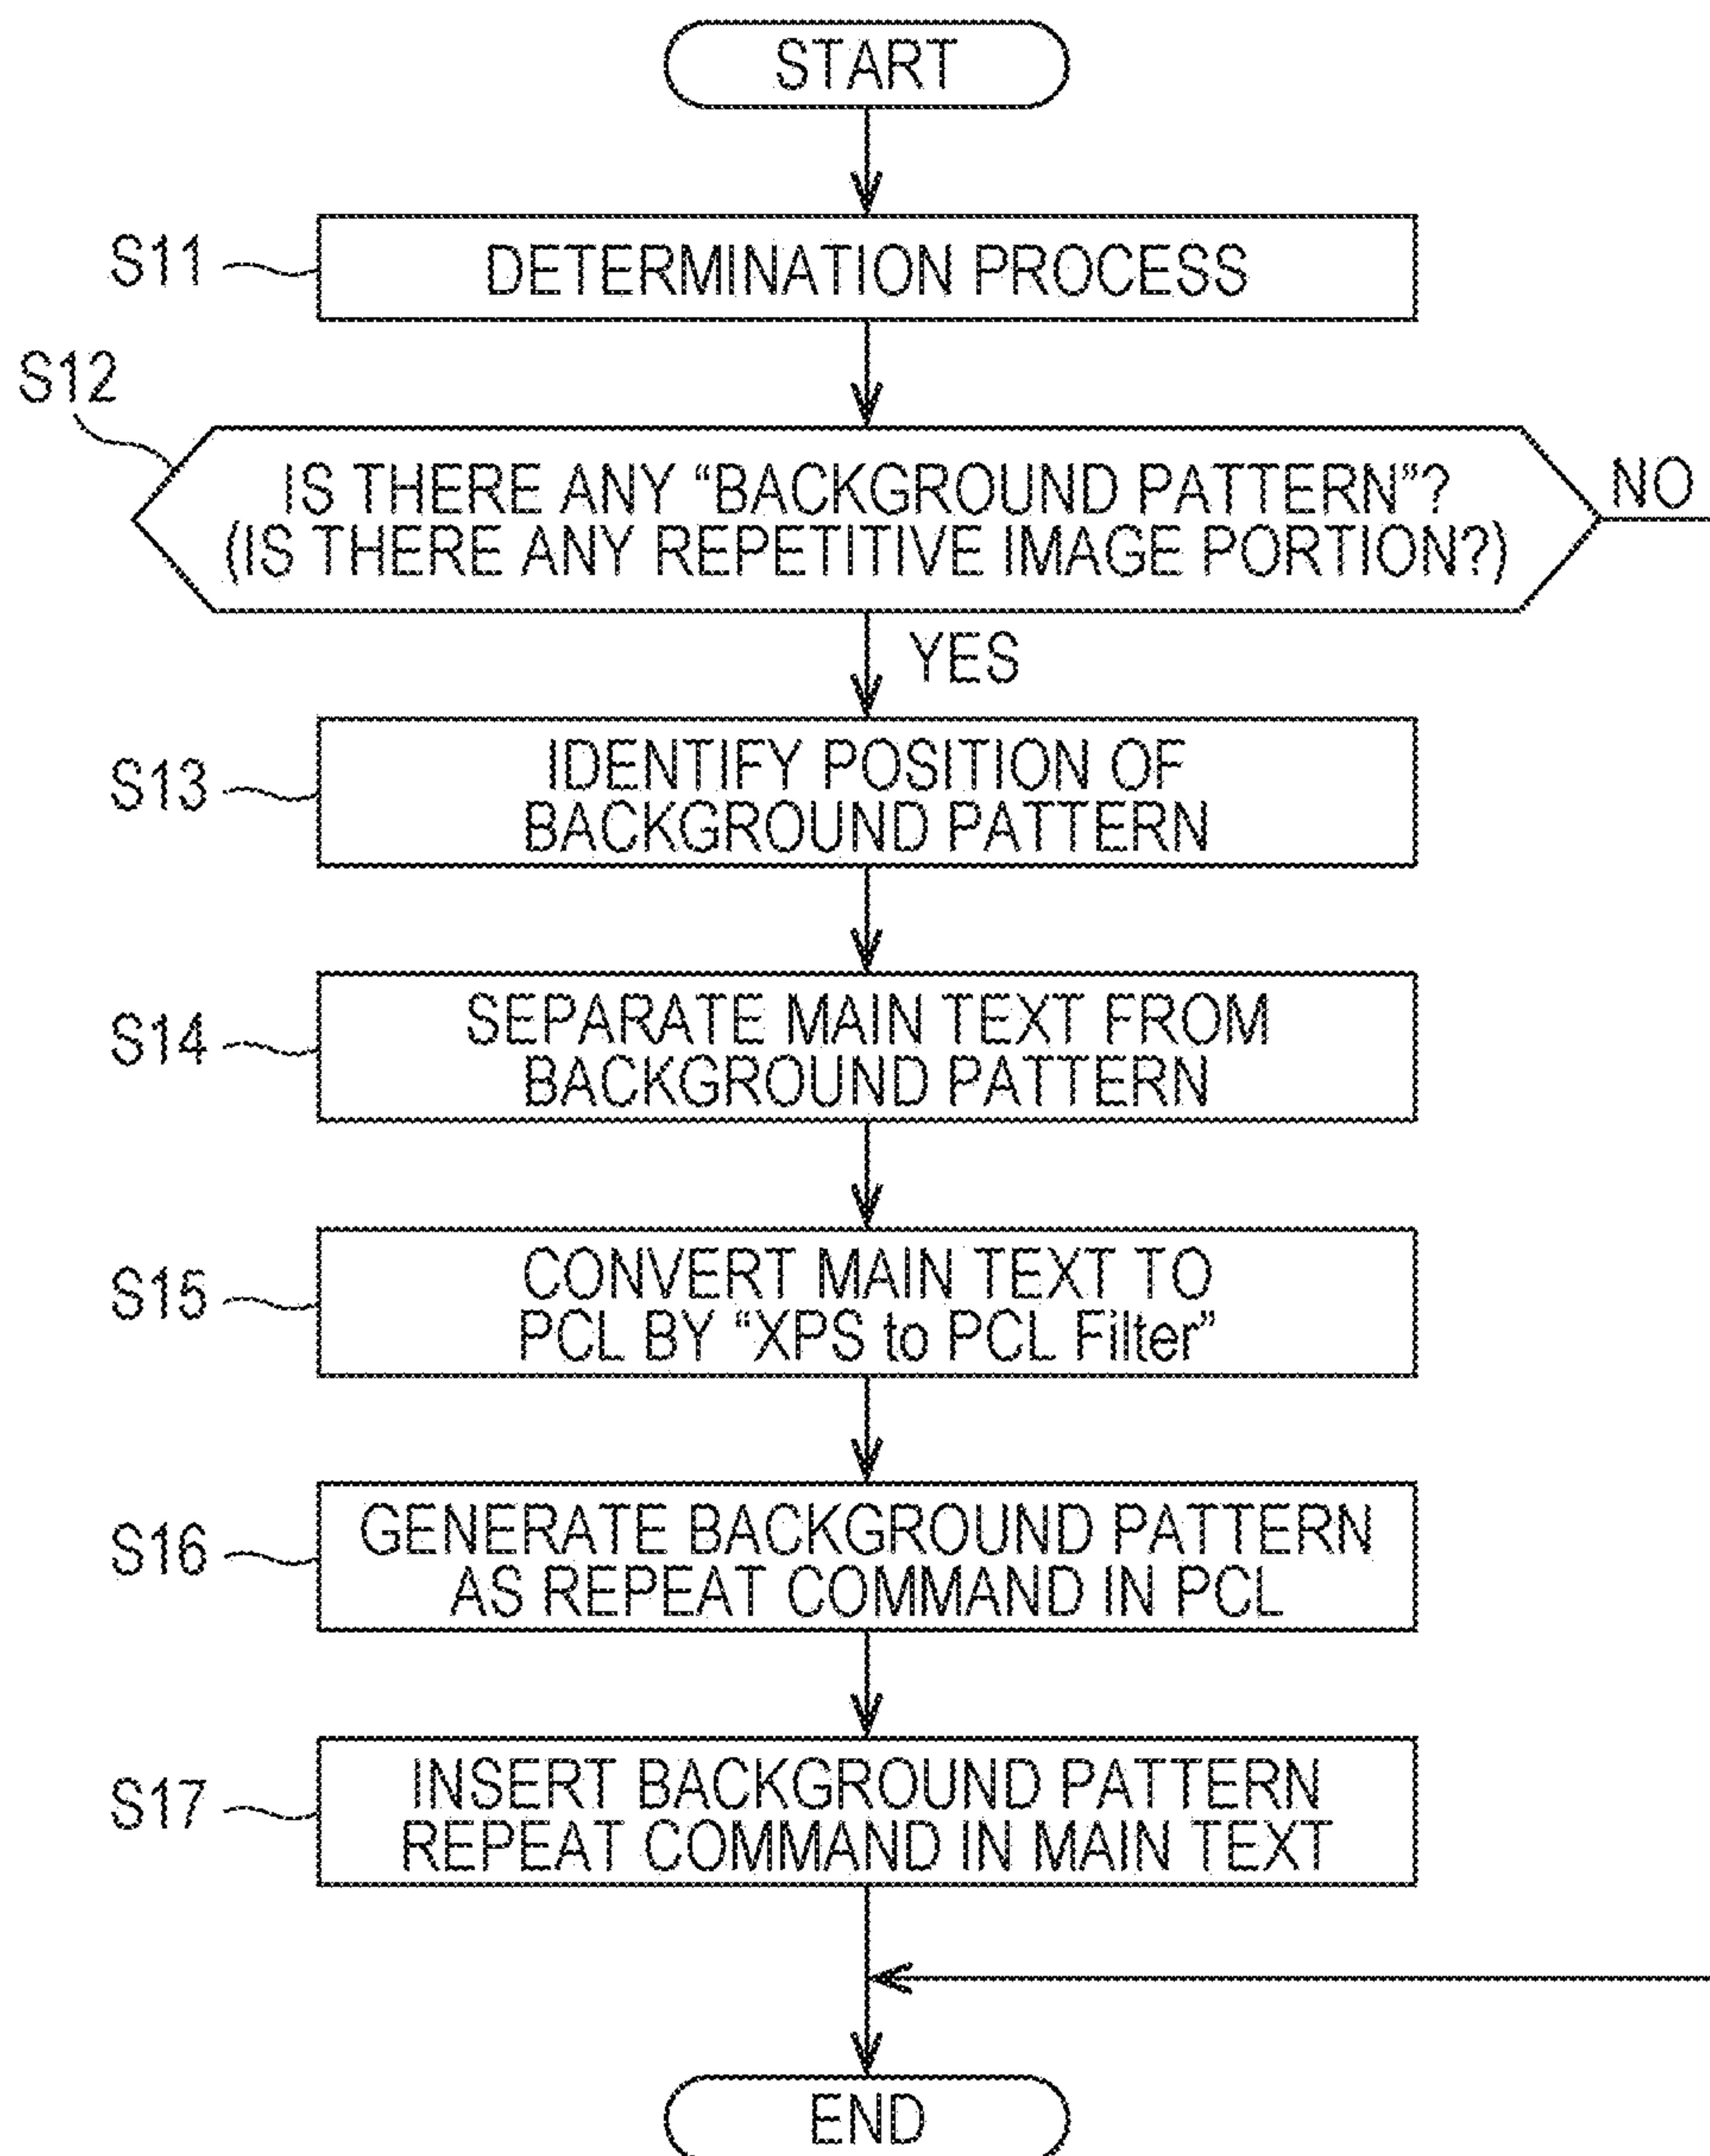 START
S11
DETERMINATION PROCESS
S12
IS THERE ANY “BACKGROUND PATTERN”?
(IS THERE ANY REPETITIVE IMAGE PORTION?)
NO
YES
S13
IDENTIFY POSITION OF
BACKGROUND PATTERN
S14
SEPARATE MAIN TEXT FROM
BACKGROUND PATTERN
S15
CONVERT MAIN TEXT TO
PCL BY “XPS to PCL Filter”
S16
GENERATE BACKGROUND PATTERN
AS REPEAT COMMAND IN PCL
S17
INSERT BACKGROUND PATTERN
REPEAT COMMAND IN MAIN TEXT
END